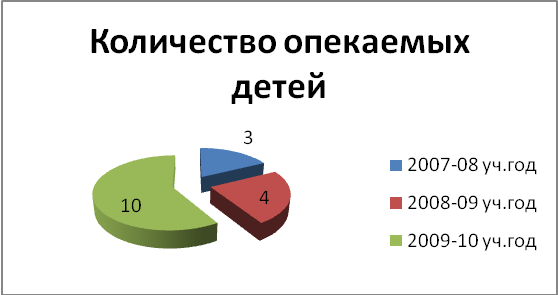 Количество опекаемых
детей
3
4
10
2007-08 уч.год
2008-09 уч.год
2009-10 уч.год